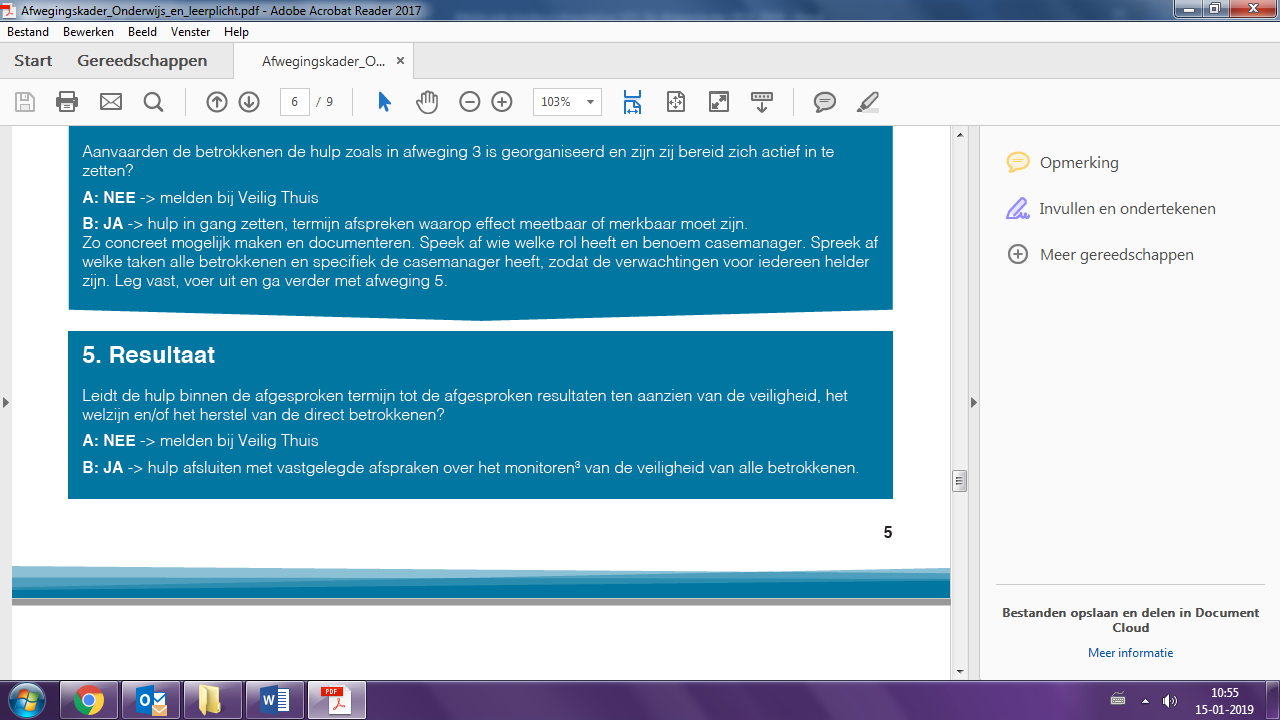 Afwegingskader_Onderwijs_en_leerplicht.pdf - Adobe Acrobat Reader 2017
Bestand Bewerken Beeld Venster Help
Start Gereedschappen Afwegingskader_O... ×
6 / 9 103%
Aanvaarden de betrokkenen de hulp zoals in afweging 3 is georganiseerd en zijn zij bereid zich actief in te
zetten?
A: NEE -> melden bij Veilig Thuis
B: JA -> hulp in gang zetten, termijn afspreken waarop effect meetbaar of merkbaar moet zijn.
Zo concreet mogelijk maken en documenteren. Speek af wie welke rol heeft en benoem casemanager. Spreek af
welke taken alle betrokkenen en specifiek de casemanager heeft, zodat de verwachtingen voor iedereen helder
zijn. Leg vast, voer uit en ga verder met afweging 5.
5. Resultaat
Leidt de hulp binnen de afgesproken termijn tot de afgesproken resultaten ten aanzien van de veiligheid, het
welzijn en/of het herstel van de direct betrokkenen?
A: NEE -> melden bij Veilig Thuis
B: JA -> hulp afsluiten met vastgelegde afspraken over het monitoren³ van de veiligheid van alle betrokkenen.
5
Opmerking
Invullen en ondertekenen
Meer gereedschappen
Bestanden opslaan en delen in Document
Cloud
Meer informatie
10:55
15-01-2019